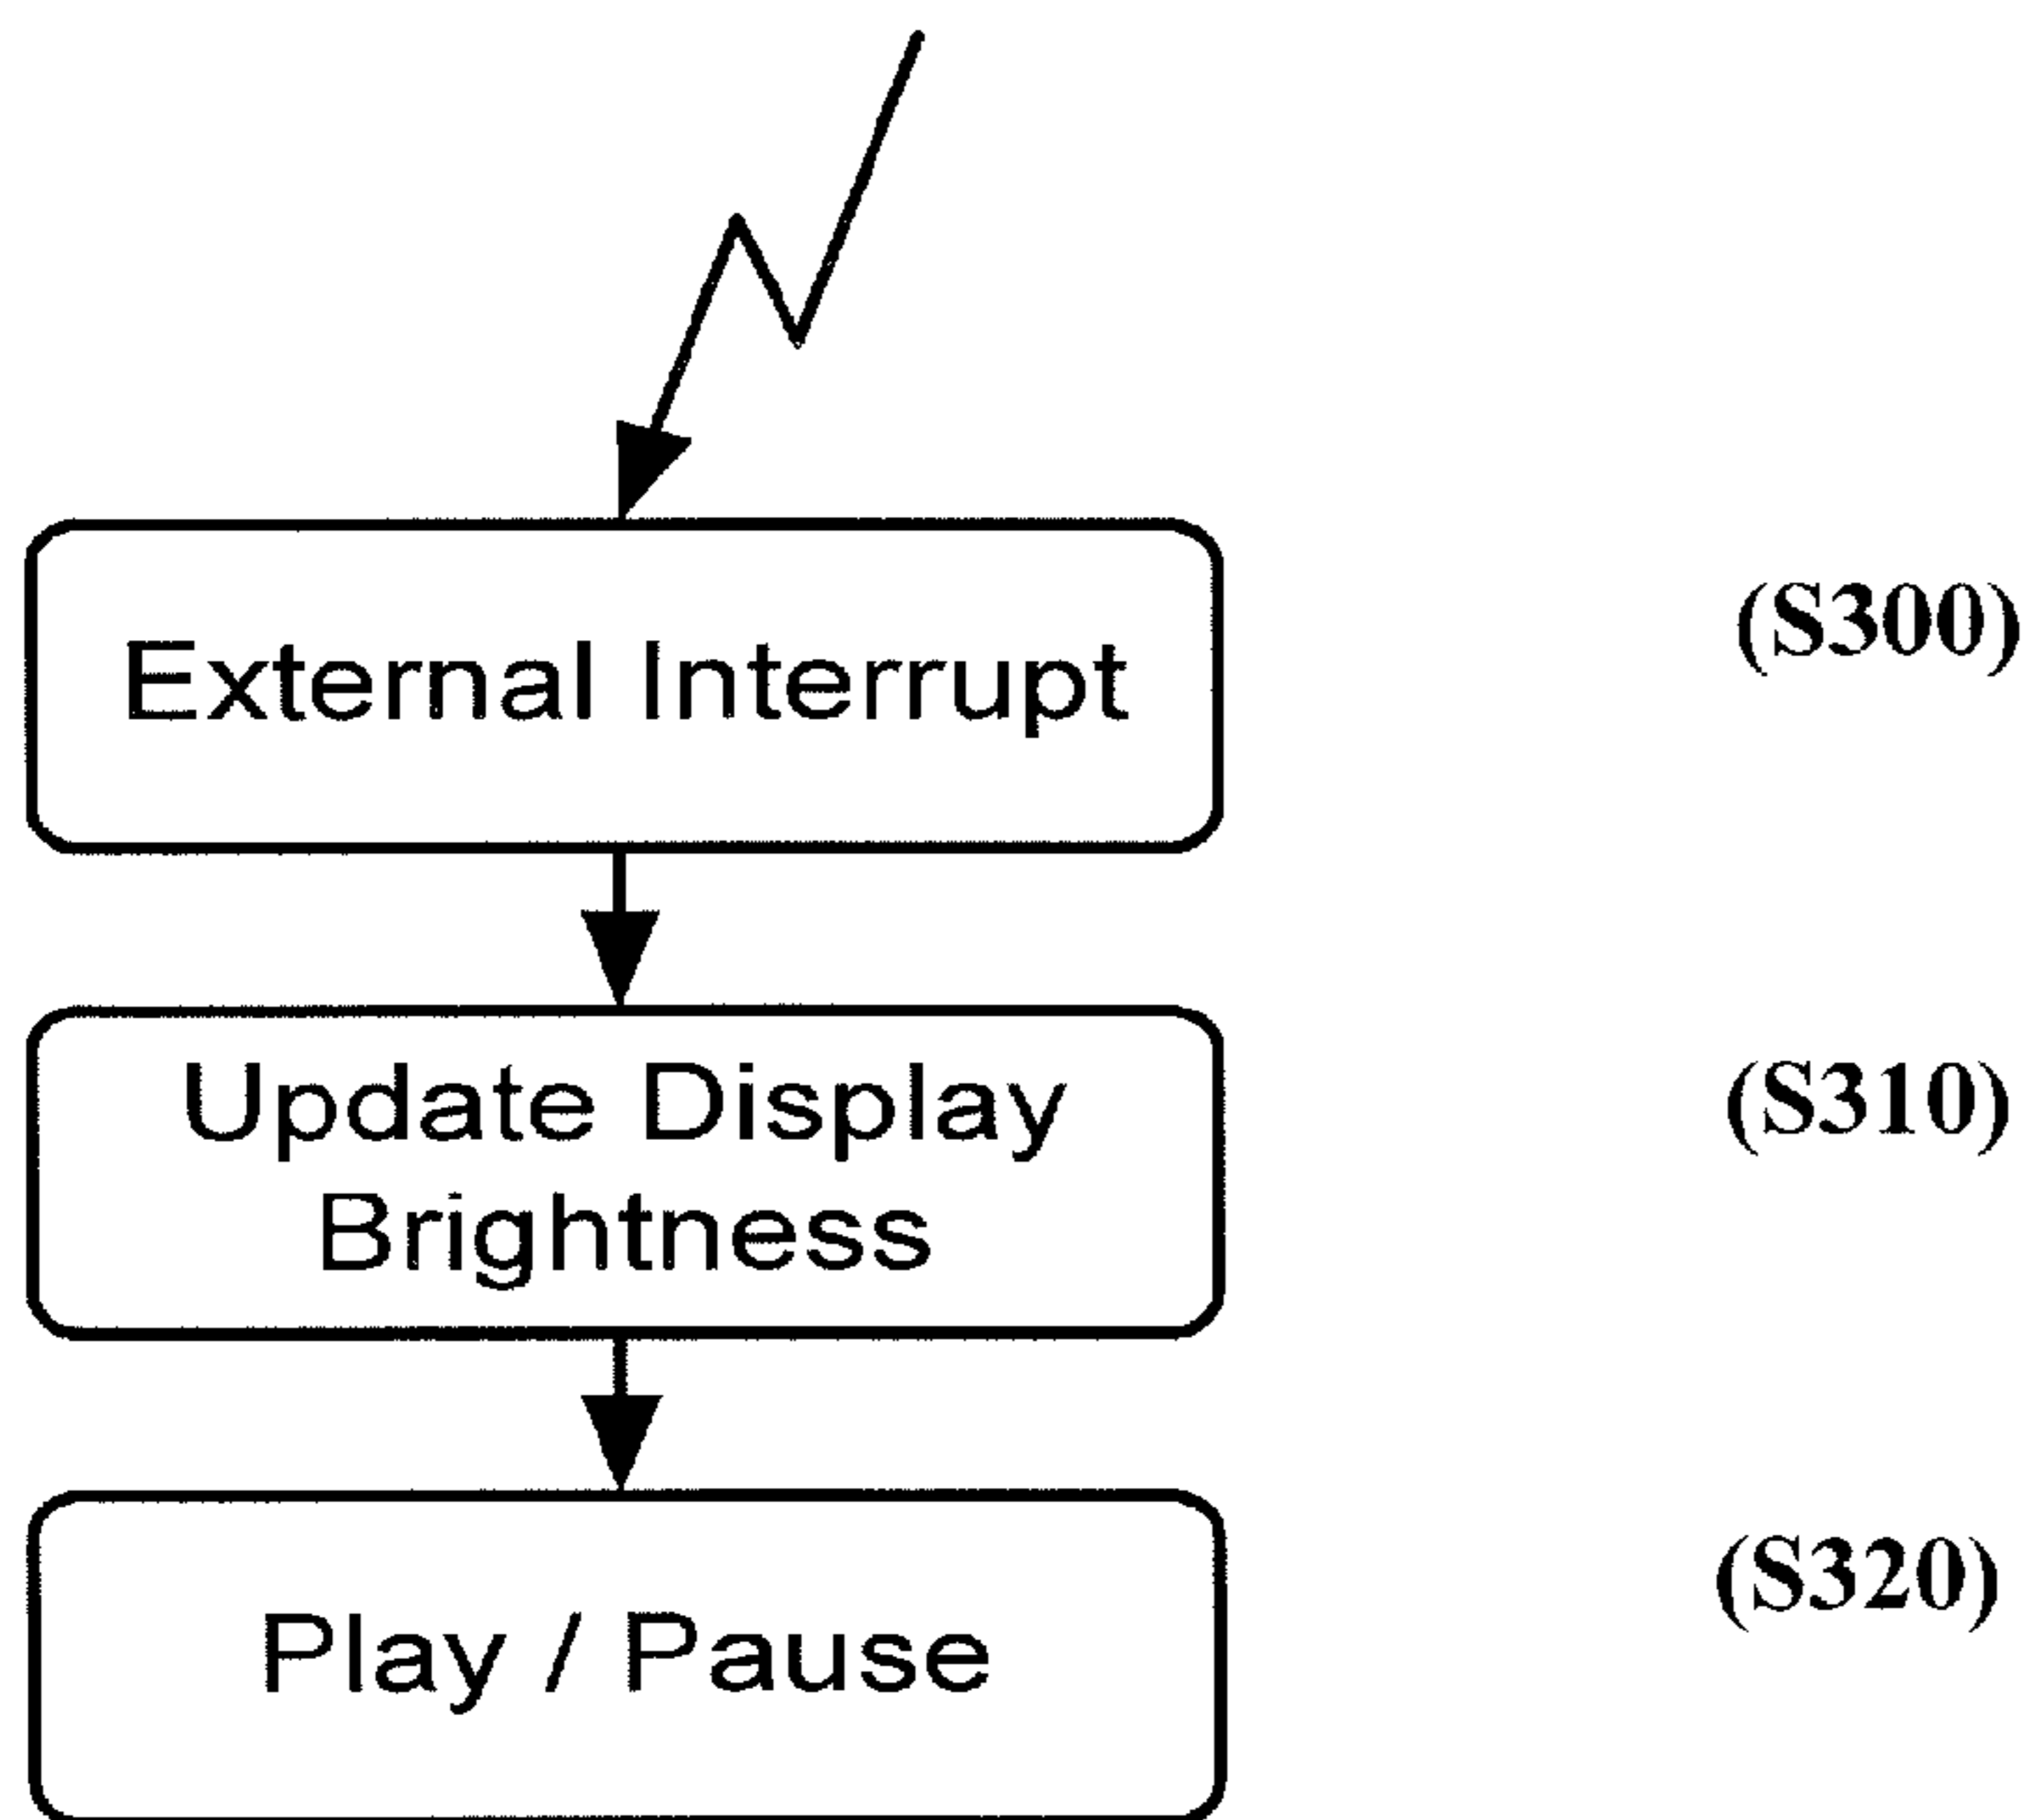 External Interrupt
(S300)
Update Display
Brightness
(S310)
Play / Pause
(S320)